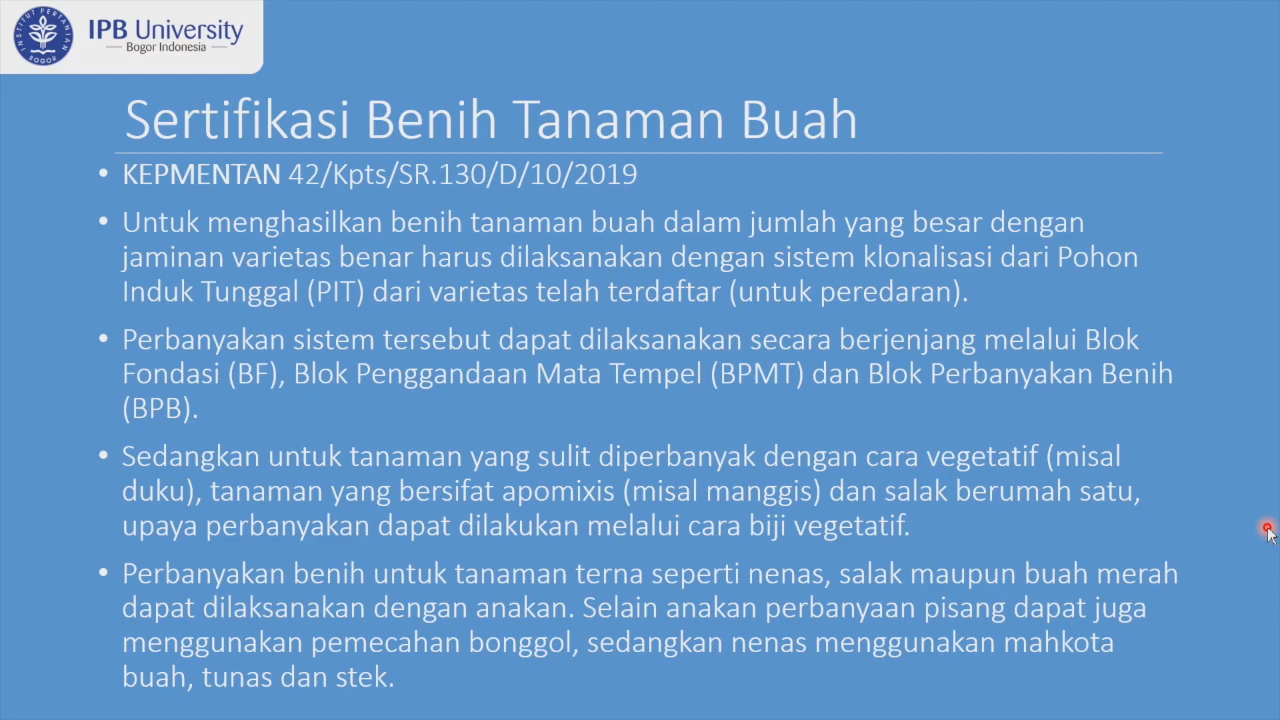 INSTITUT PERTANIAN
BOGOR
IPB University
Bogor Indonesia
Sertifikasi Benih Tanaman Buah
• KEPMENTAN 42/Kpts/SR.130/D/10/2019
• Untuk menghasilkan benih tanaman buah dalam jumlah yang besar dengan
jaminan varietas benar harus dilaksanakan dengan sistem klonalisasi dari Pohon
Induk Tunggal (PIT) dari varietas telah terdaftar (untuk peredaran).
• Perbanyakan sistem tersebut dapat dilaksanakan secara berjenjang melalui Blok
Fondasi (BF), Blok Penggandaan Mata Tempel (BPMT) dan Blok Perbanyakan Benih
(BPB).
• Sedangkan untuk tanaman yang sulit diperbanyak dengan cara vegetatif (misal
duku), tanaman yang bersifat apomixis (misal manggis) dan salak berumah satu,
upaya perbanyakan dapat dilakukan melalui cara biji vegetatif.
• Perbanyakan benih untuk tanaman terna seperti nenas, salak maupun buah merah
dapat dilaksanakan dengan anakan. Selain anakan perbanyaan pisang dapat juga
menggunakan pemecahan bonggol, sedangkan nenas menggunakan mahkota
buah, tunas dan stek.